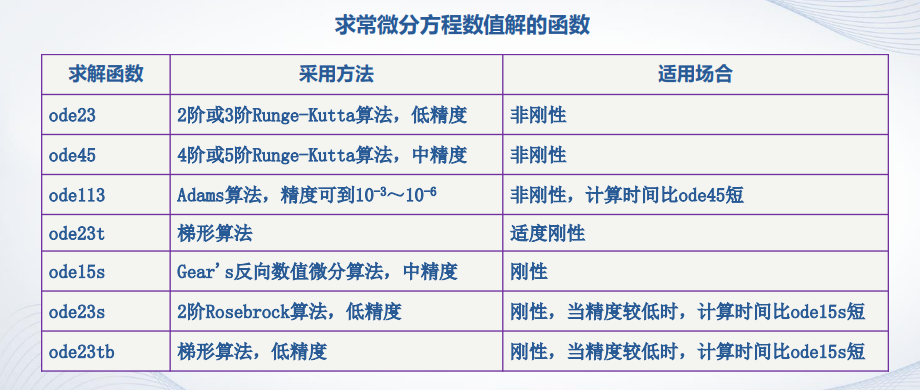 求常微分方程数值解的函数
求解函数 采用方法 适用场合
ode23 2阶或3阶Runge-Kutta算法，低精度 非刚性
ode45 4阶或5阶Runge-Kutta算法，中精度 非刚性
ode113 Adams算法，精度可到10⁻³～10⁻⁶ 非刚性，计算时间比ode45短
ode23t 梯形算法 适度刚性
ode15s Gear's反向数值微分算法，中精度 刚性
ode23s 2阶Rosebrock算法，低精度 刚性，当精度较低时，计算时间比ode15s短
ode23tb 梯形算法，低精度 刚性，当精度较低时，计算时间比ode15s短